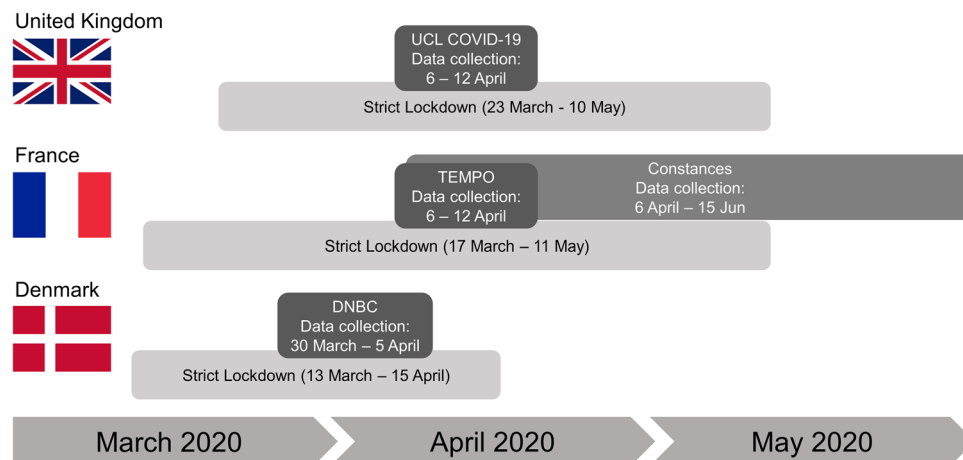 United Kingdom
UCL COVID-19
Data collection:
6 – 12 April
Strict Lockdown (23 March - 10 May)
France
TEMPO
Data collection:
6 – 12 April
Constances
Data collection:
6 April – 15 Jun
Strict Lockdown (17 March – 11 May)
Denmark
DNBC
Data collection:
30 March – 5 April
Strict Lockdown (13 March – 15 April)
March 2020
April 2020
May 2020